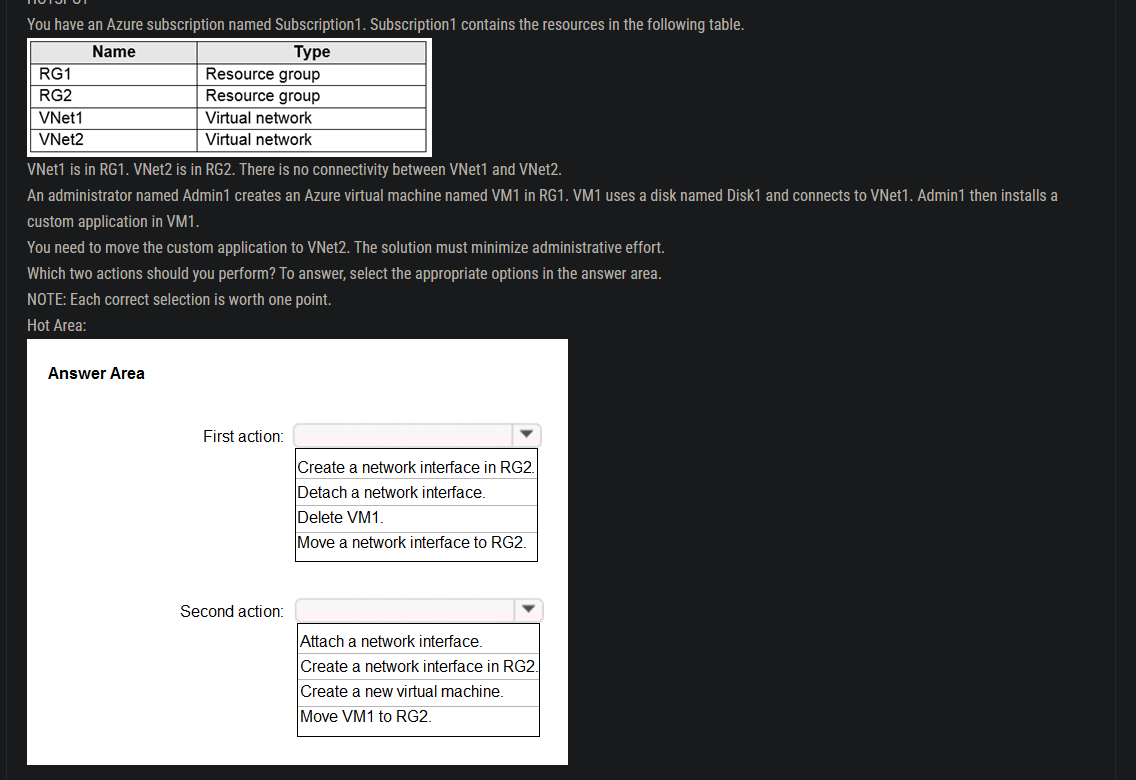 HOTSPOT
You have an Azure subscription named Subscription1. Subscription1 contains the resources in the following table.
Name Type
RG1 Resource group
RG2 Resource group
VNet1 Virtual network
VNet2 Virtual network
VNet1 is in RG1. VNet2 is in RG2. There is no connectivity between VNet1 and VNet2.
An administrator named Admin1 creates an Azure virtual machine named VM1 in RG1. VM1 uses a disk named Disk1 and connects to VNet1. Admin1 then installs a
custom application in VM1.
You need to move the custom application to VNet2. The solution must minimize administrative effort.
Which two actions should you perform? To answer, select the appropriate options in the answer area.
NOTE: Each correct selection is worth one point.
Hot Area:
Answer Area
First action:
Create a network interface in RG2.
Detach a network interface.
Delete VM1.
Move a network interface to RG2.
Second action:
Attach a network interface.
Create a network interface in RG2.
Create a new virtual machine.
Move VM1 to RG2.